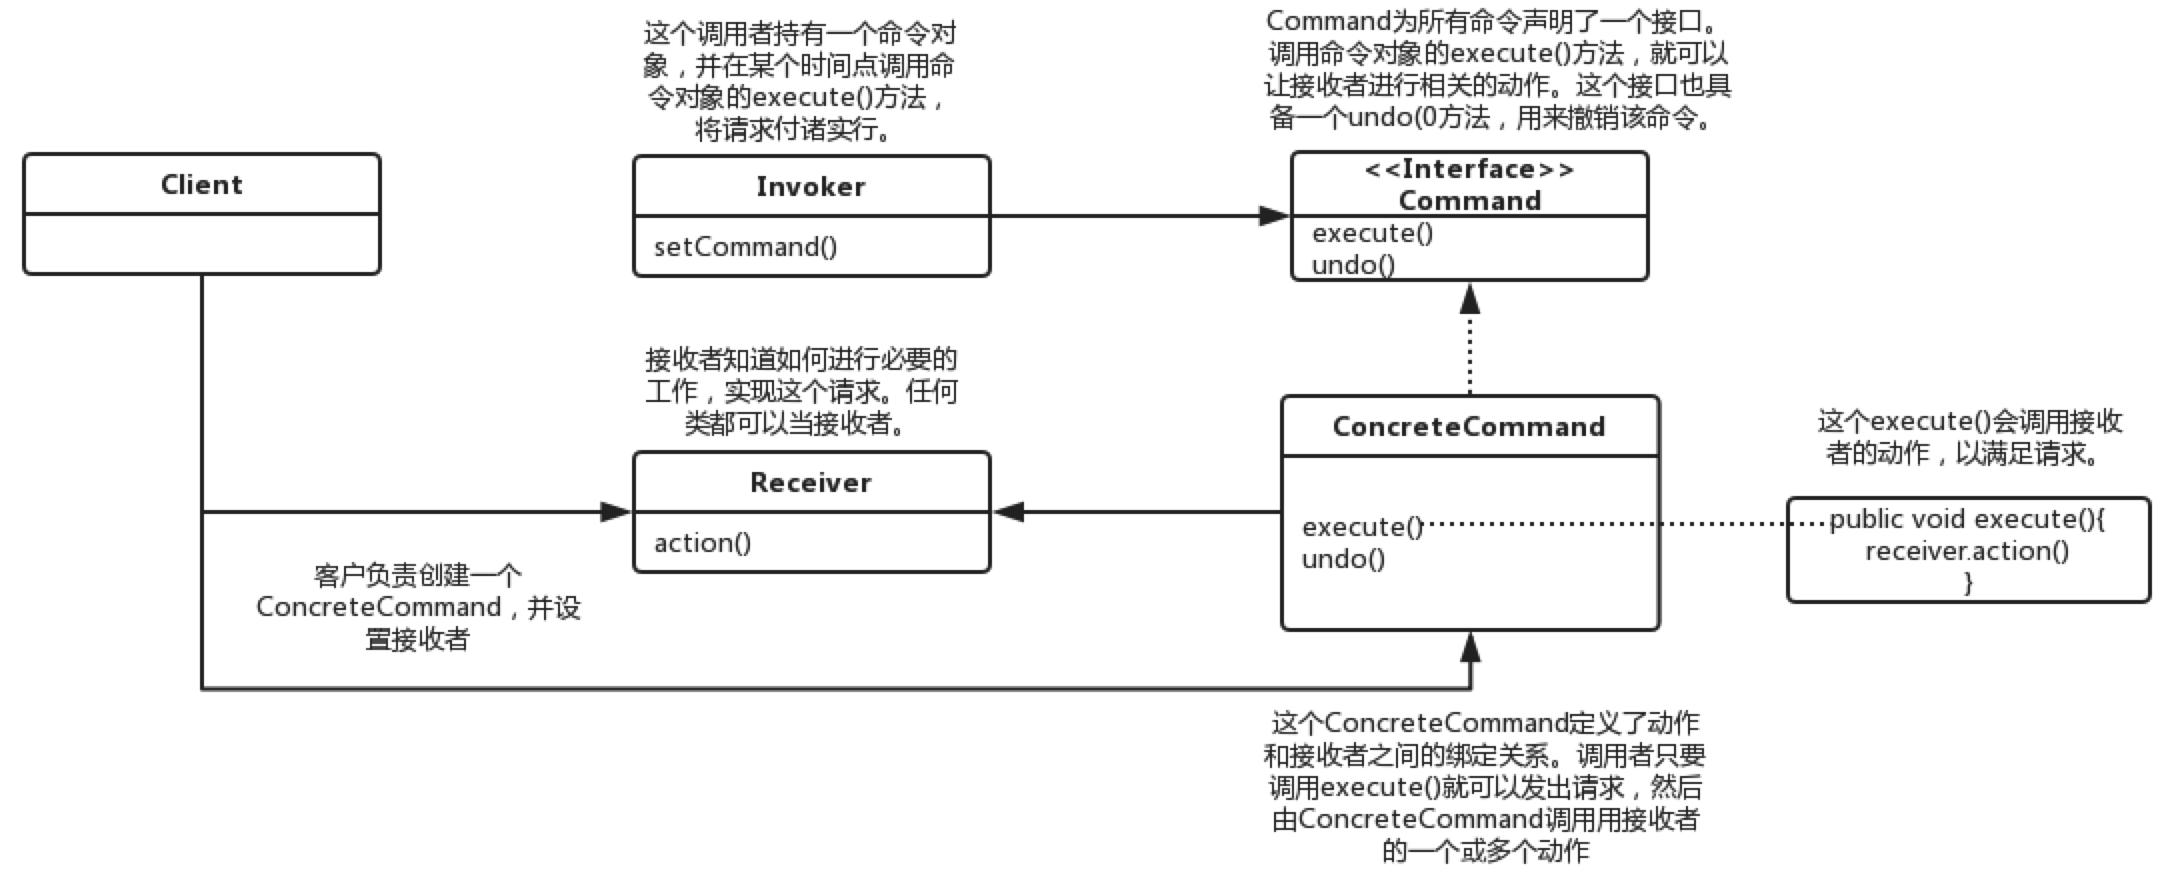 这个调用者持有一个命令对
象，并在某个时间点调用命
令对象的execute()方法，
将请求付诸实行。
Command为所有命令声明了一个接口。
调用命令对象的execute()方法，就可以
让接收者进行相关的动作。这个接口也具
备一个undo(0方法，用来撤销该命令。
Client
Invoker
setCommand()
<<Interface>>
Command
execute()
undo()
接收者知道如何进行必要的
工作，实现这个请求。任何
类都可以当接收者。
Receiver
action()
ConcreteCommand
execute()
undo()
这个execute()会调用接收
者的动作，以满足请求。
public void execute(){
receiver.action()
}
客户负责创建一个
ConcreteCommand，并设
置接收者
这个ConcreteCommand定义了动作
和接收者之间的绑定关系。调用者只要
调用execute()就可以发出请求，然后
由ConcreteCommand调用用接收者
的一个或多个动作